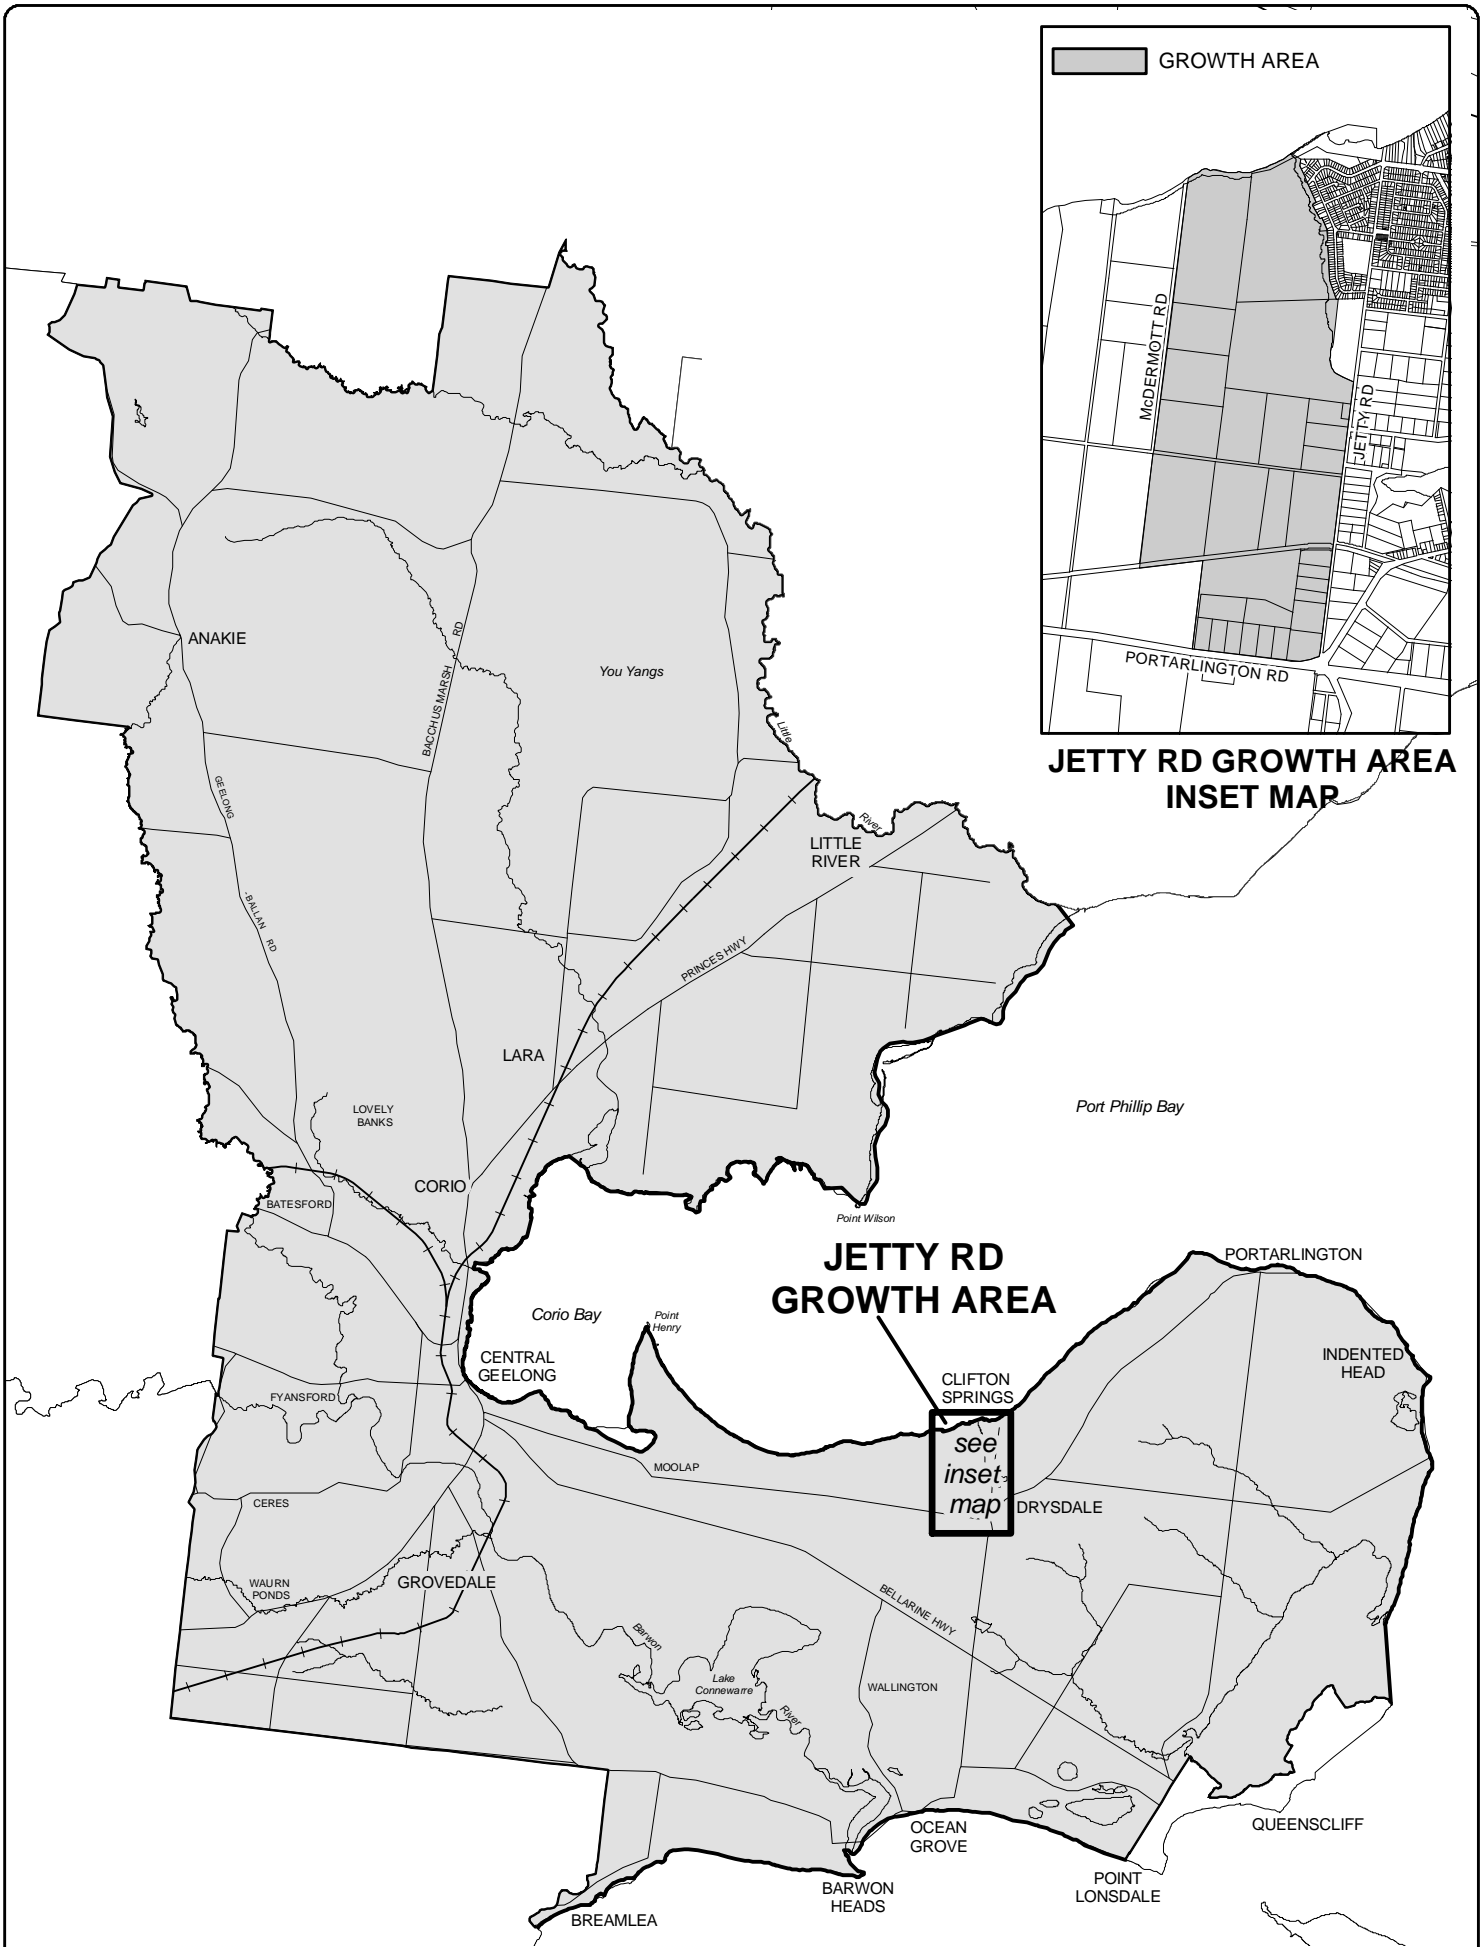 GROWTH AREA
McDERMOTT RD
JETTY RD
PORTARLINGTON RD
JETTY RD GROWTH AREA
INSET MAP
ANAKIE
BACCHUS MARSH RD
You Yangs
Little
River
GEELONG
-BALLAN RD
LITTLE
RIVER
PRINCES HWY
LARA
LOVELY
BANKS
Port Phillip Bay
CORIO
BATESFORD
Point Wilson
JETTY RD
GROWTH AREA
PORTARLINGTON
Corio Bay
Point
Henry
CENTRAL
GEELONG
INDENTED
HEAD
CLIFTON
SPRINGS
FYANSFORD
see
inset
map
MOOLAP
CERES
DRYSDALE
WAURN
PONDS
GROVEDALE
BELLARINE HWY
Barwon
River
Lake
Connewarre
WALLINGTON
OCEAN
GROVE
QUEENSCLIFF
BARWON
HEADS
POINT
LONSDALE
BREAMLEA